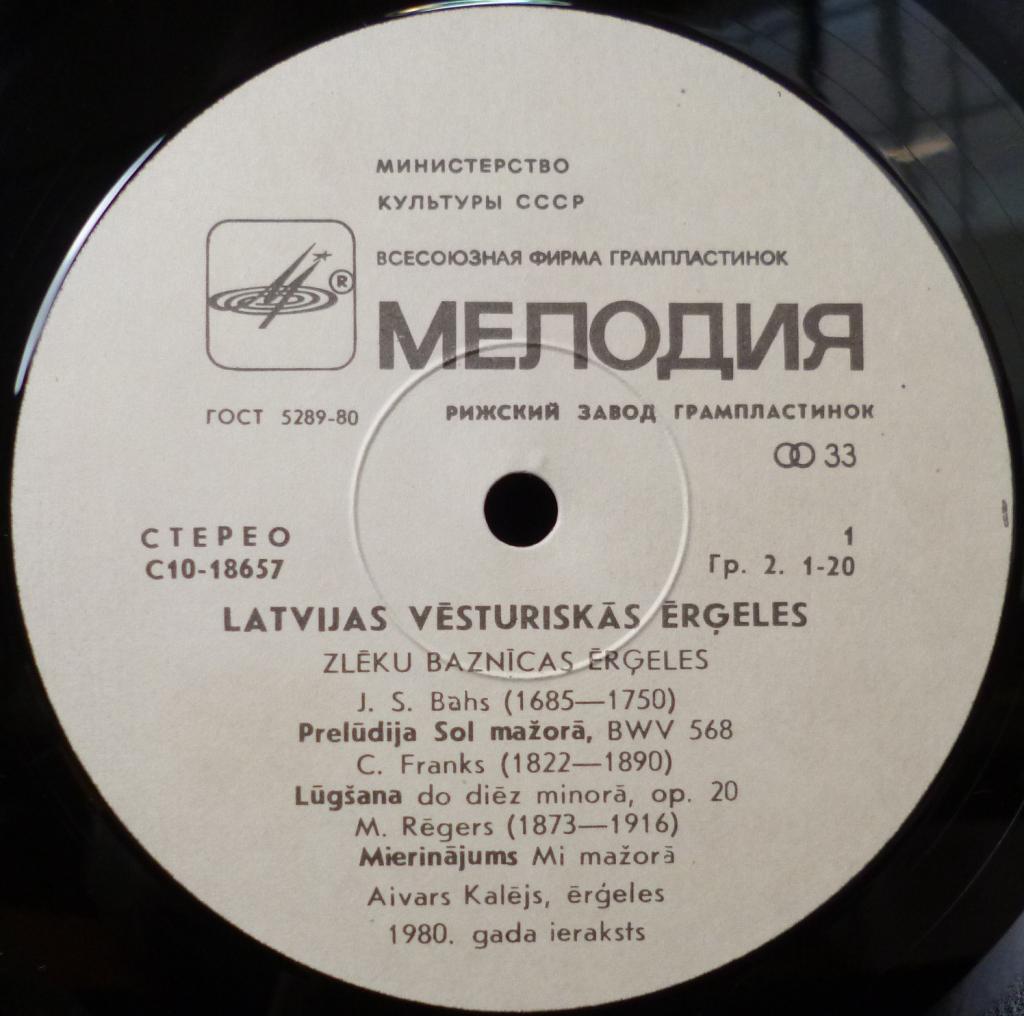 МИНИСТЕРСТВО
КУЛЬТУРЫ СССР
ВСЕСОЮЗНАЯ ФИРМА ГРАМПЛАСТИНОК
®
МЕЛОДИЯ
ГОСТ 5289-80
РИЖСКИЙ ЗАВОД ГРАМПЛАСТИНОК
33
СТЕРЕО
1
С10-18657
Гр. 2. 1-20
LATVIJAS VĒSTURISKĀS ĒRĢELES
ZLĒKU BAZNĪCAS ĒRĢELES
J. S. Bahs (1685—1750)
Prelūdija Sol mažorā, BWV 568
C. Franks (1822—1890)
Lūgšana do diēz minorā, op. 20
M. Rēgers (1873—1916)
Mierinājums Mi mažorā
Aivars Kalējs, ērģeles
1980. gada ieraksts